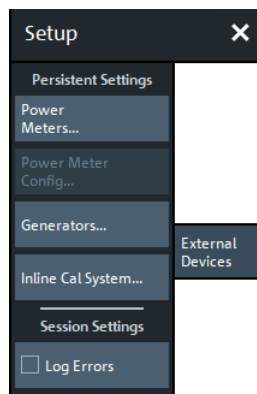 Setup
Persistent Settings
Power
Meters...
Power Meter
Config...
Generators...
External
Devices
Inline Cal System...
Session Settings
Log Errors